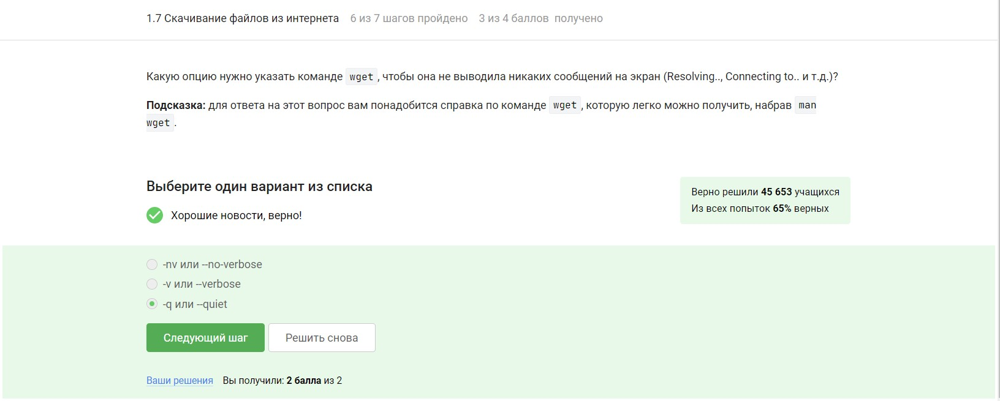 1.7 Скачивание файлов из интернета 6 из 7 шагов пройдено 3 из 4 баллов получено
Какую опцию нужно указать команде wget, чтобы она не выводила никаких сообщений на экран (Resolving.., Connecting to.. и т.д.)?
Подсказка: для ответа на этот вопрос вам понадобится справка по команде wget, которую легко можно получить, набрав man
wget.
Выберите один вариант из списка
Хорошие новости, верно!
Верно решили 45 653 учащихся
Из всех попыток 65% верных
-nv или --no-verbose
-v или --verbose
-q или --quiet
Следующий шаг Решить снова
Ваши решения Вы получили: 2 балла из 2